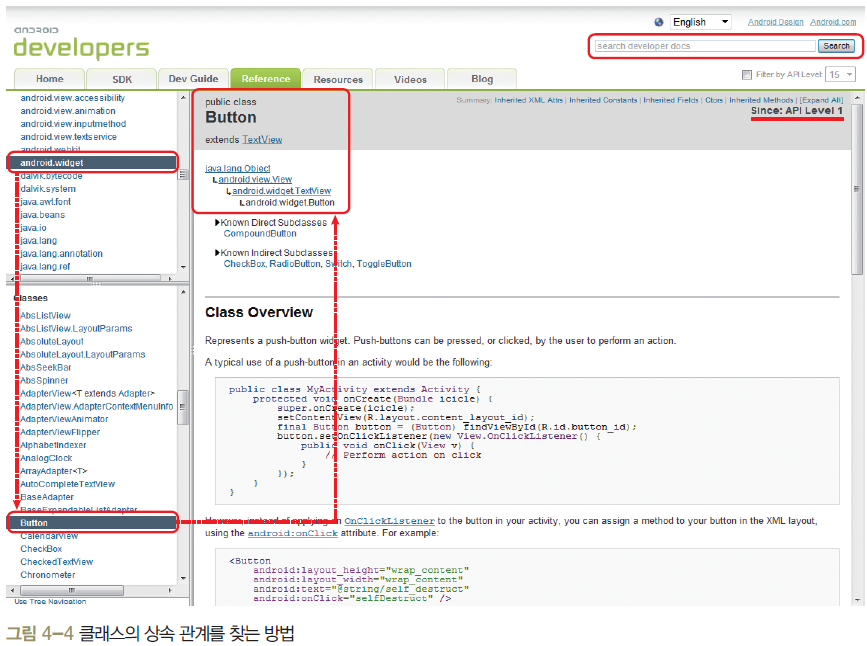 English
Android Design Android.com
android
developers
search developer docs Search
Home SDK Dev Guide Reference Resources Videos Blog
Filter by API Level: 15
android.view.accessibility
android.view.animation
android.view.inputmethod
android.view.textservice
android.webkit
android.widget
dalvik.bytecode
dalvik.system
java.awt.font
java.beans
java.io
java.lang
java.lang.annotation
java.lang.ref
Classes
AbsListView
AbsListView.LayoutParams
AbsoluteLayout
AbsoluteLayout.LayoutParams
AbsSeekBar
AbsSpinner
AdapterView<T extends Adapter>
AdapterView.AdapterContextMenuInfo
AdapterViewAnimator
AdapterViewFlipper
AlphabetIndexer
AnalogClock
ArrayAdapter<T>
AutoCompleteTextView
BaseAdapter
BaseExpandableListAdapter
Button
CalendarView
CheckBox
CheckedTextView
Chronometer
Use Tree Navigation
Summary: Inherited XML Attrs | Inherited Constants | Inherited Fields | Ctors | Inherited Methods | [Expand All]
Since: API Level 1
public class
Button
extends TextView
java.lang.Object
android.view.View
android.widget.TextView
android.widget.Button
Known Direct Subclasses
CompoundButton
Known Indirect Subclasses
CheckBox, RadioButton, Switch, ToggleButton
Class Overview
Represents a push-button widget. Push-buttons can be pressed, or clicked, by the user to perform an action.
A typical use of a push-button in an activity would be the following:
public class MyActivity extends Activity {
protected void onCreate(Bundle icicle) {
super.onCreate(icicle);
setContentView(R.layout.content_layout_id);
final Button button = (Button) findViewById(R.id.button_id);
button.setOnClickListener(new View.OnClickListener() {
public void onClick(View v) {
// Perform action on click
}
});
}
}
However, instead of applying an OnClickListener to the button in your activity, you can assign a method to your button in the XML layout,
using the android:onClick attribute. For example:
<Button
android:layout_height="wrap_content"
android:layout_width="wrap_content"
android:text="@string/self_destruct"
android:onClick="selfDestruct" />
그림 4-4 클래스의 상속 관계를 찾는 방법